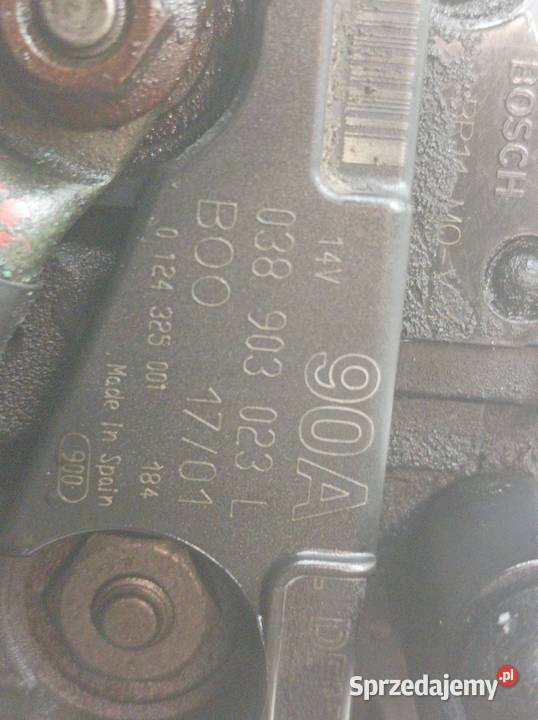 BOSCH
14V 90A
038 903 023 L
BOO 17/01
0 124 325 001 184
Made in Spain
900
Sprzedajemy.pl